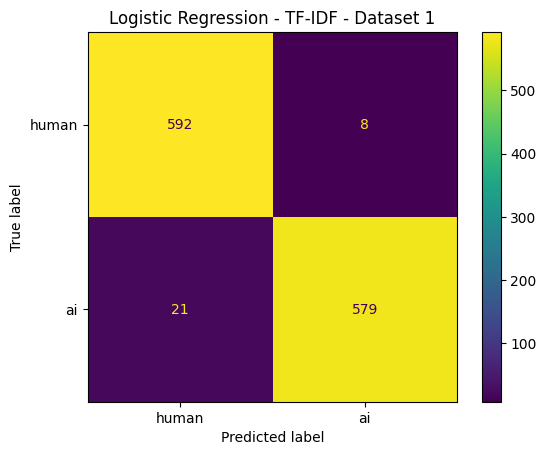 Logistic Regression - TF-IDF - Dataset 1
human
592
8
ai
21
579
human
ai
True label
Predicted label
500
400
300
200
100